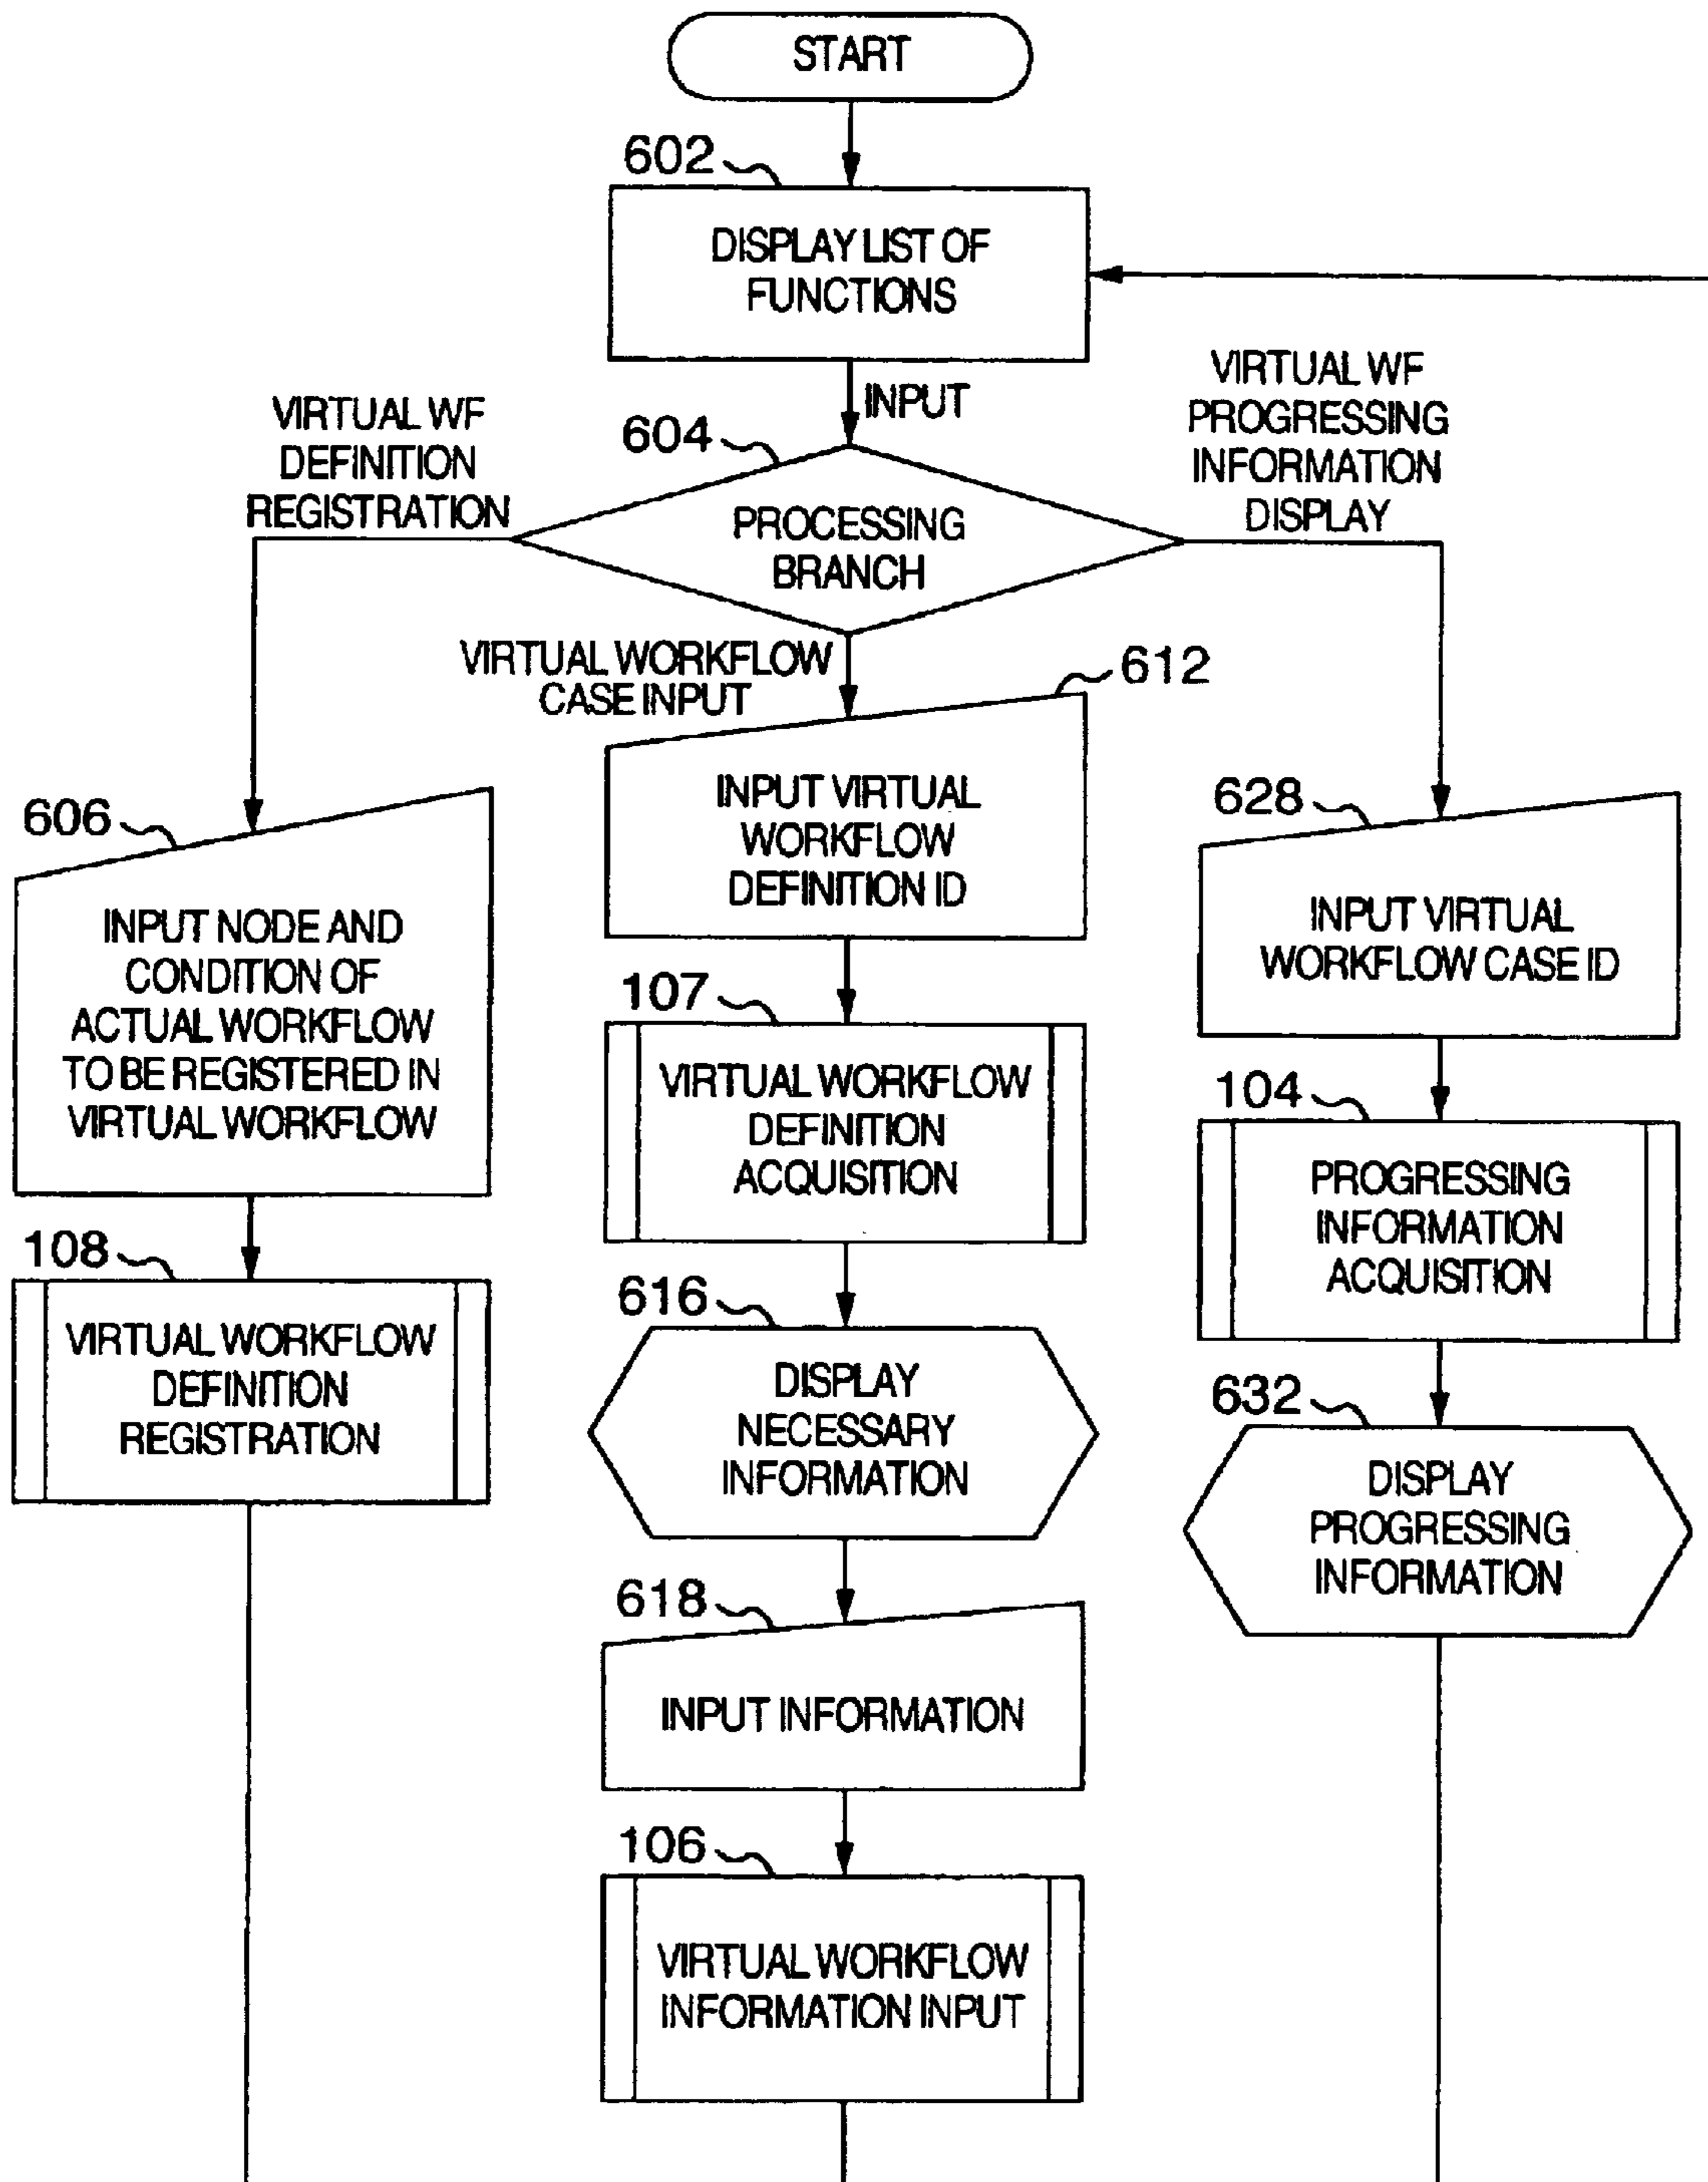 START
602
DISPLAY LIST OF
FUNCTIONS
INPUT
VIRTUAL WF
DEFINITION
REGISTRATION
604
PROCESSING
BRANCH
VIRTUAL WF
PROGRESSING
INFORMATION
DISPLAY
VIRTUAL WORKFLOW
CASE INPUT
606
INPUT NODE AND
CONDITION OF
ACTUAL WORKFLOW
TO BE REGISTERED IN
VIRTUAL WORKFLOW
108
VIRTUAL WORKFLOW
DEFINITION
REGISTRATION
612
INPUT VIRTUAL
WORKFLOW
DEFINITION ID
107
VIRTUAL WORKFLOW
DEFINITION
ACQUISITION
616
DISPLAY
NECESSARY
INFORMATION
618
INPUT INFORMATION
106
VIRTUAL WORKFLOW
INFORMATION INPUT
628
INPUT VIRTUAL
WORKFLOW CASE ID
104
PROGRESSING
INFORMATION
ACQUISITION
632
DISPLAY
PROGRESSING
INFORMATION